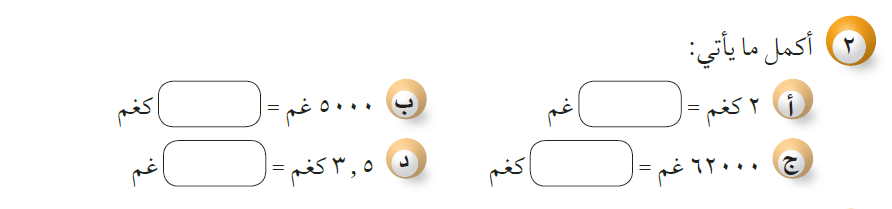 ٢ أكمل ما يأتي:
أ ٢ كغم = غم ب ٥٠٠٠ غم = كغم
ج ٦٢٠٠٠ غم = كغم د ٣,٥ كغم = غم